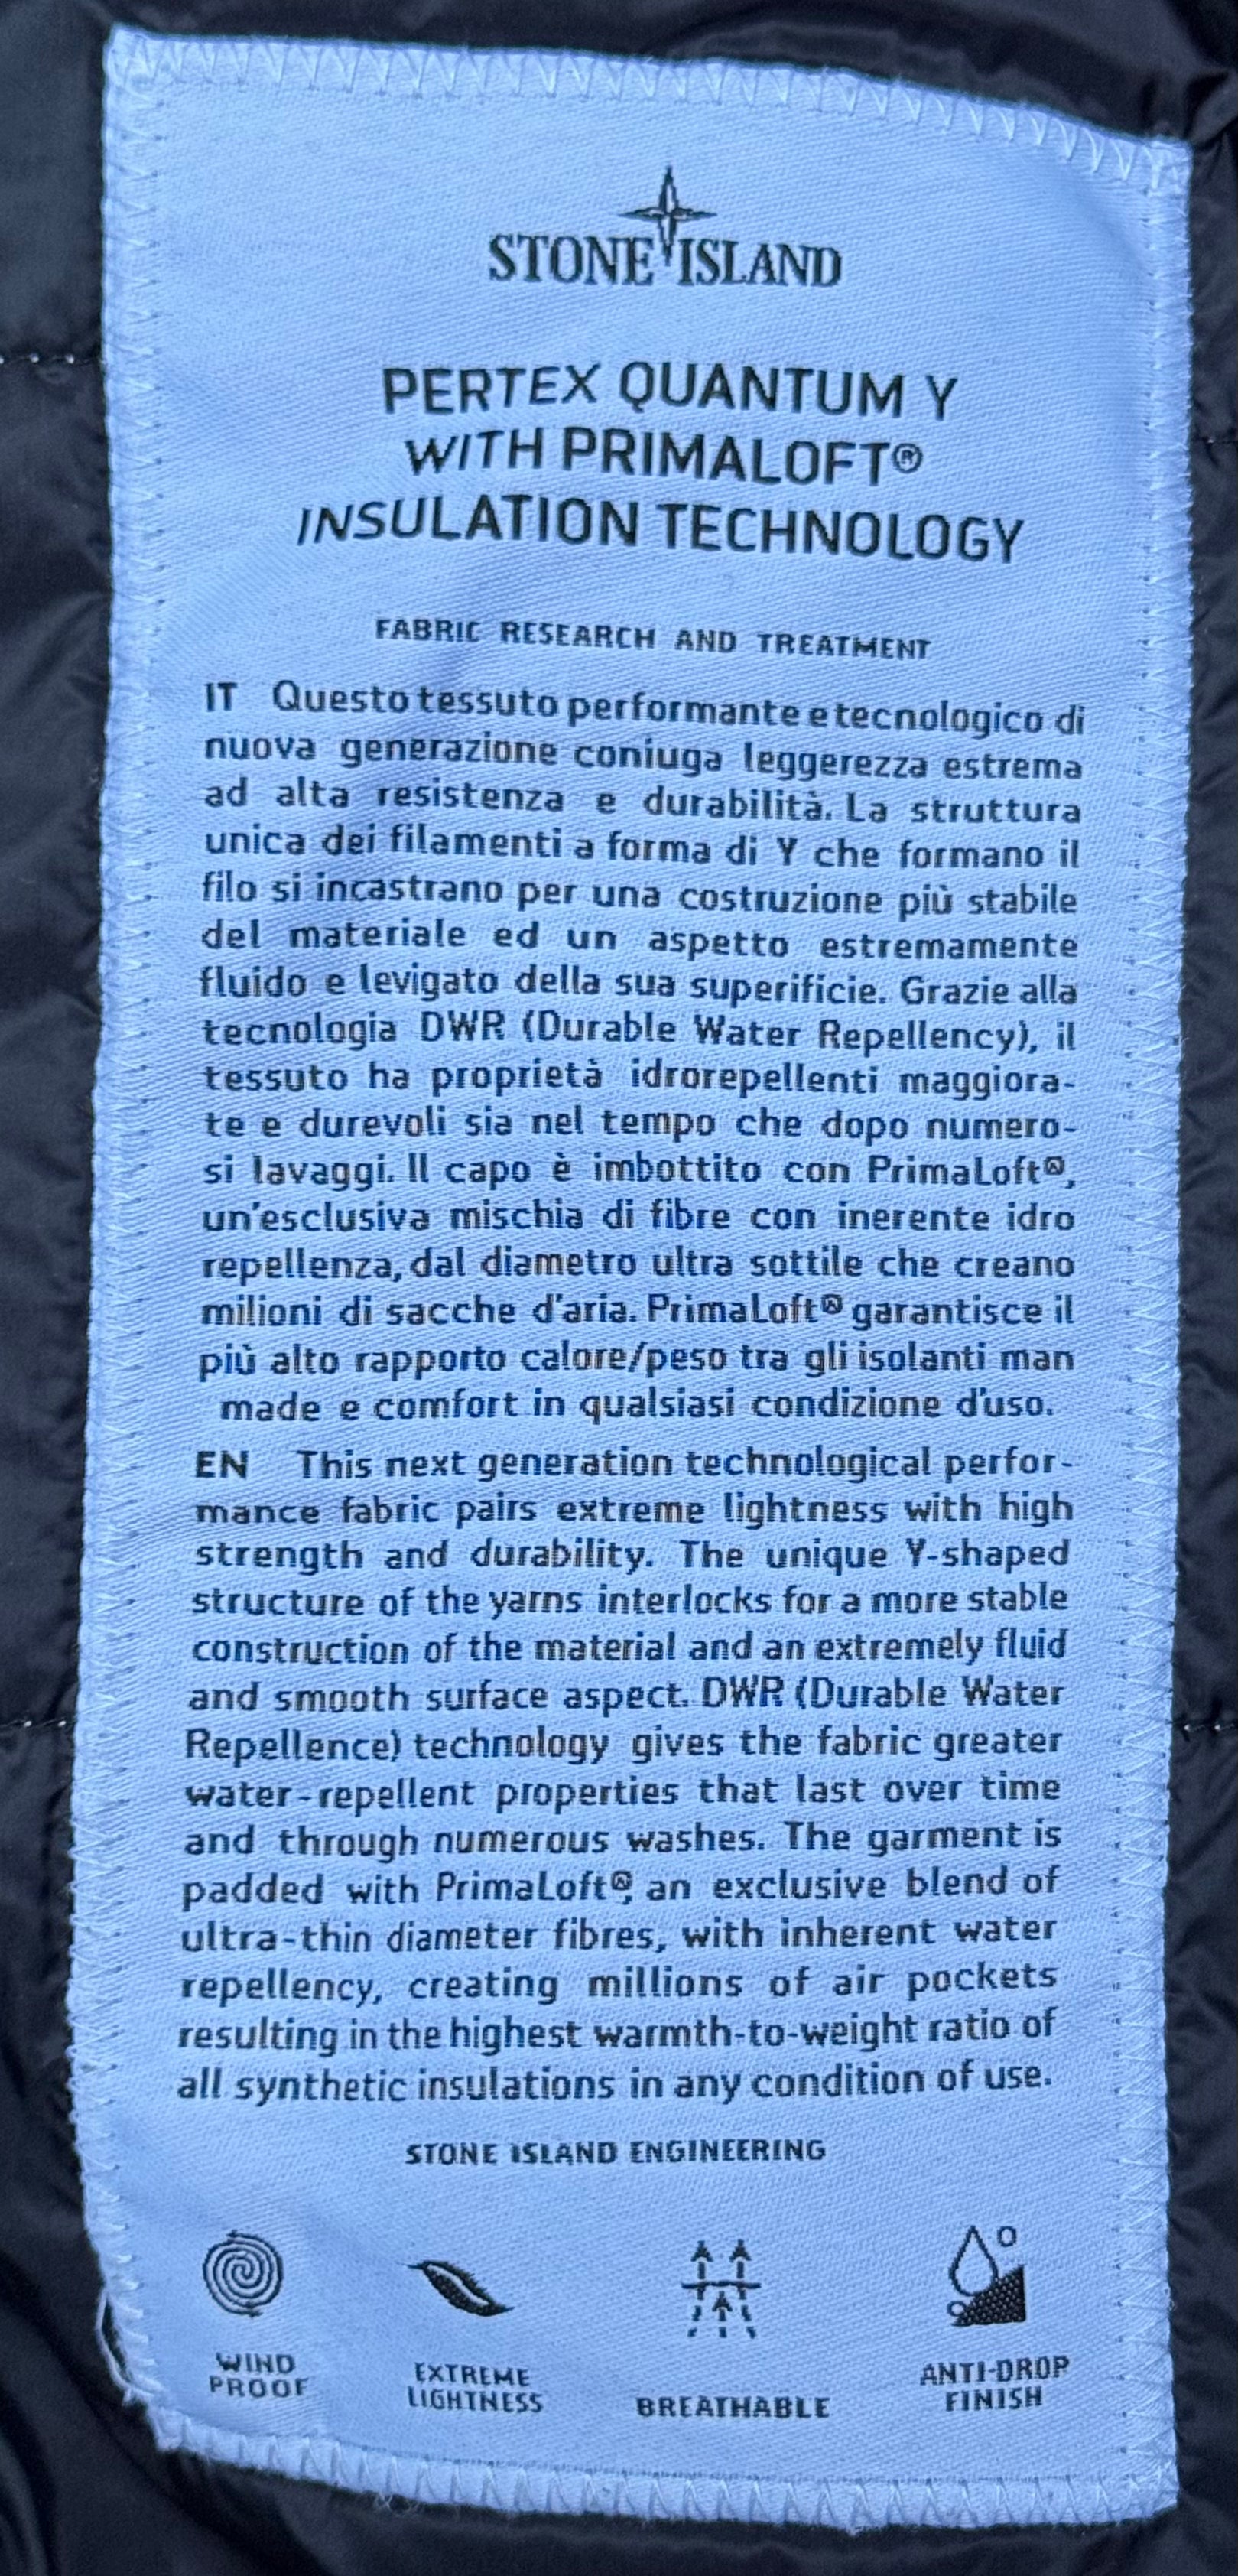 STONE ISLAND
PERTEX QUANTUM Y
WITH PRIMALOFT®
INSULATION TECHNOLOGY
FABRIC RESEARCH AND TREATMENT
IT Questo tessuto performante e tecnologico di
nuova generazione coniuga leggerezza estrema
ad alta resistenza e durabilità. La struttura
unica dei filamenti a forma di Y che formano il
filo si incastrano per una costruzione più stabile
del materiale ed un aspetto estremamente
fluido e levigato della sua superificie. Grazie alla
tecnologia DWR (Durable Water Repellency), il
tessuto ha proprietà idrorepellenti maggiora-
te e durevoli sia nel tempo che dopo numero-
si lavaggi. Il capo è imbottito con PrimaLoft®,
un'esclusiva mischia di fibre con inerente idro
repellenza, dal diametro ultra sottile che creano
milioni di sacche d'aria. PrimaLoft® garantisce il
più alto rapporto calore/peso tra gli isolanti man
made e comfort in qualsiasi condizione d'uso.
EN This next generation technological perfor-
mance fabric pairs extreme lightness with high
strength and durability. The unique Y-shaped
structure of the yarns interlocks for a more stable
construction of the material and an extremely fluid
and smooth surface aspect. DWR (Durable Water
Repellence) technology gives the fabric greater
water-repellent properties that last over time
and through numerous washes. The garment is
padded with PrimaLoft®, an exclusive blend of
ultra-thin diameter fibres, with inherent water
repellency, creating millions of air pockets
resulting in the highest warmth-to-weight ratio of
all synthetic insulations in any condition of use.
STONE ISLAND ENGINEERING
WIND
PROOF
EXTREME
LIGHTNESS
BREATHABLE
ANTI-DROP
FINISH